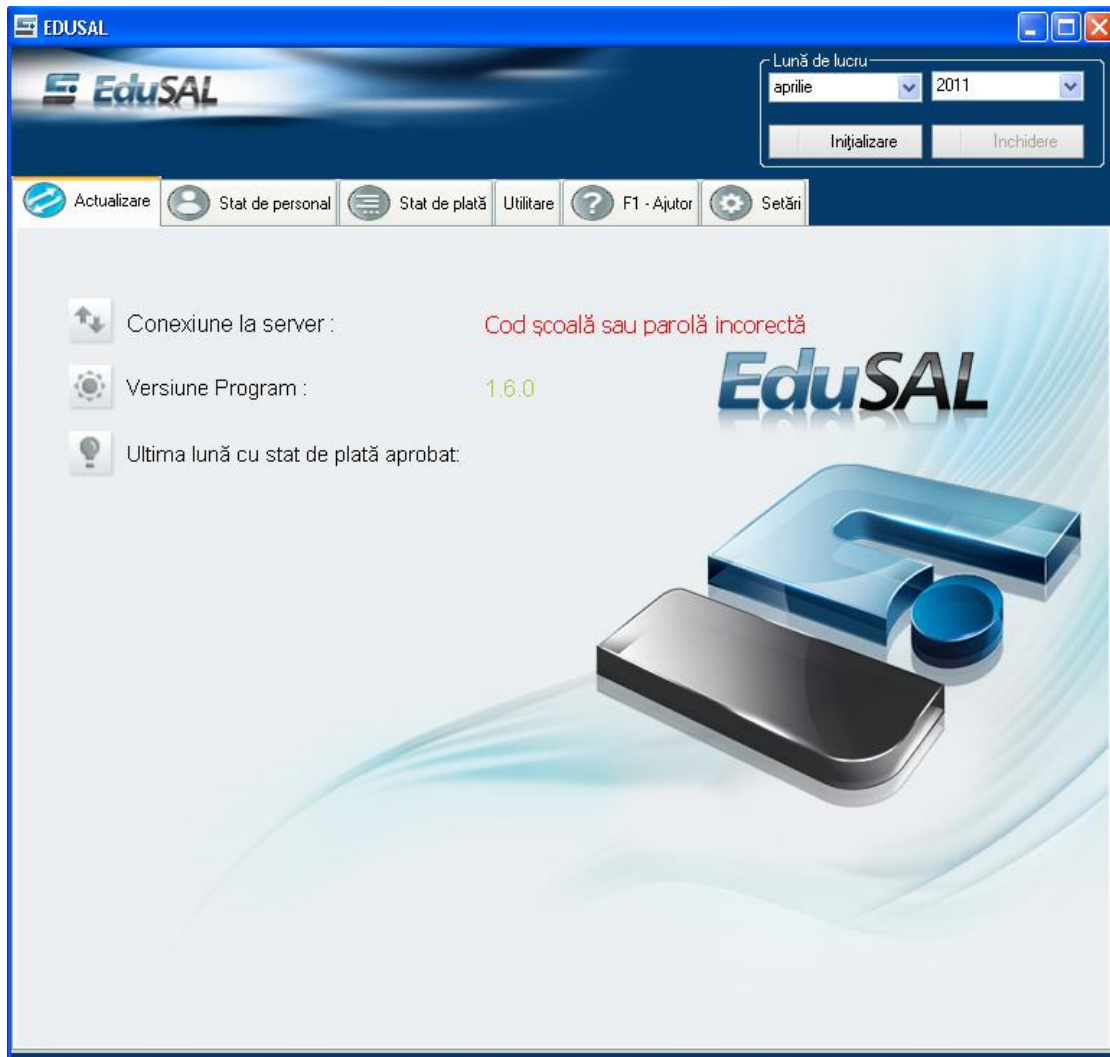 EDUSAL
EduSAL
Lună de lucru
aprilie 2011
Inițializare Închidere
Actualizare Stat de personal Stat de plată Utilitare F1 - Ajutor Setări
Conexiune la server : Cod școală sau parolă incorectă
Versiune Program : 1.6.0
EduSAL
Ultima lună cu stat de plată aprobat: